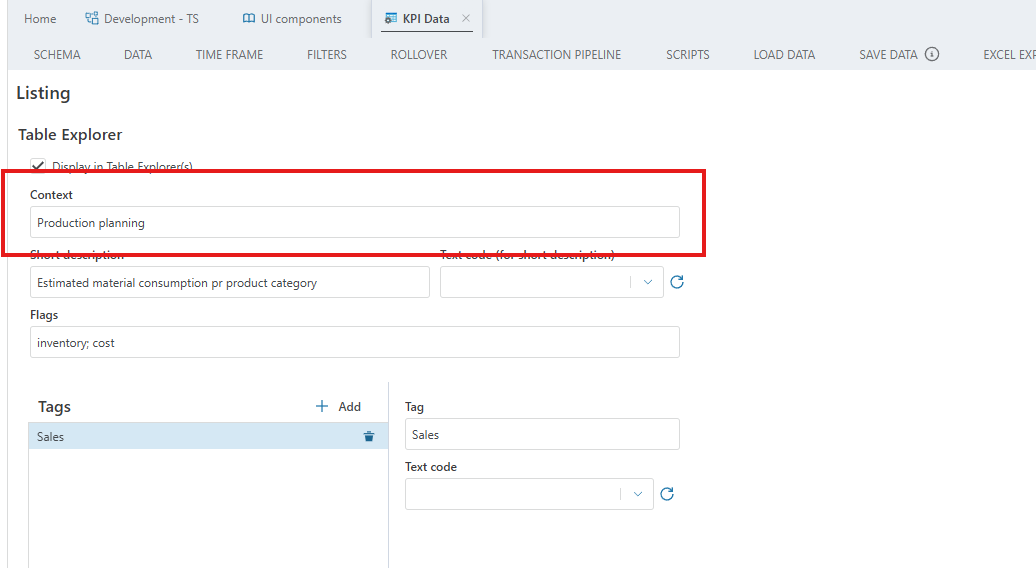 Home Development - TS UI components KPI Data
SCHEMA DATA TIME FRAME FILTERS ROLLOVER TRANSACTION PIPELINE SCRIPTS LOAD DATA SAVE DATA EXCEL EXP
Listing
Table Explorer
Display in Table Explorer(s)
Context
Production planning
Short description Text code (for short description)
Estimated material consumption pr product category
Flags
inventory; cost
Tags Add Tag
Sales Sales
Text code